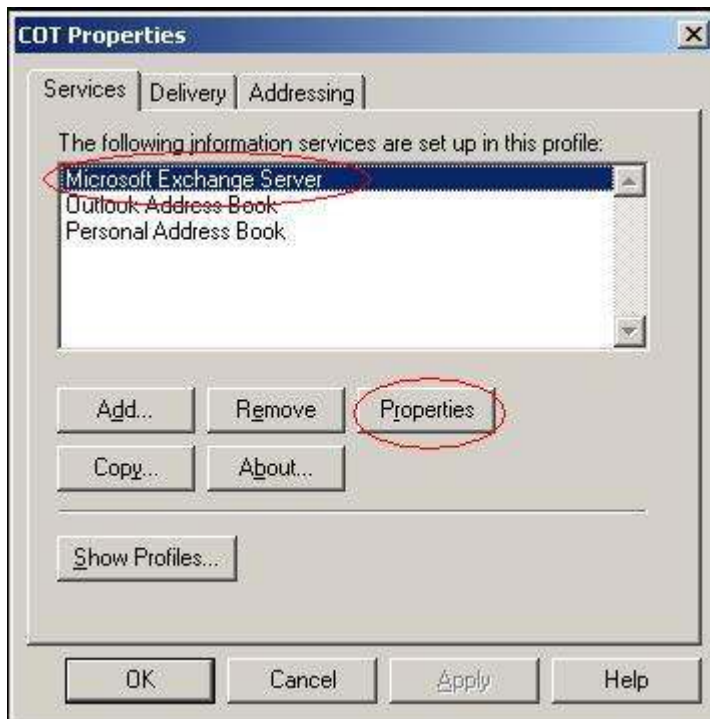 COT Properties
Services Delivery Addressing
The following information services are set up in this profile:
Microsoft Exchange Server
Outlook Address Book
Personal Address Book
Add... Remove Properties
Copy... About...
Show Profiles...
OK Cancel Apply Help